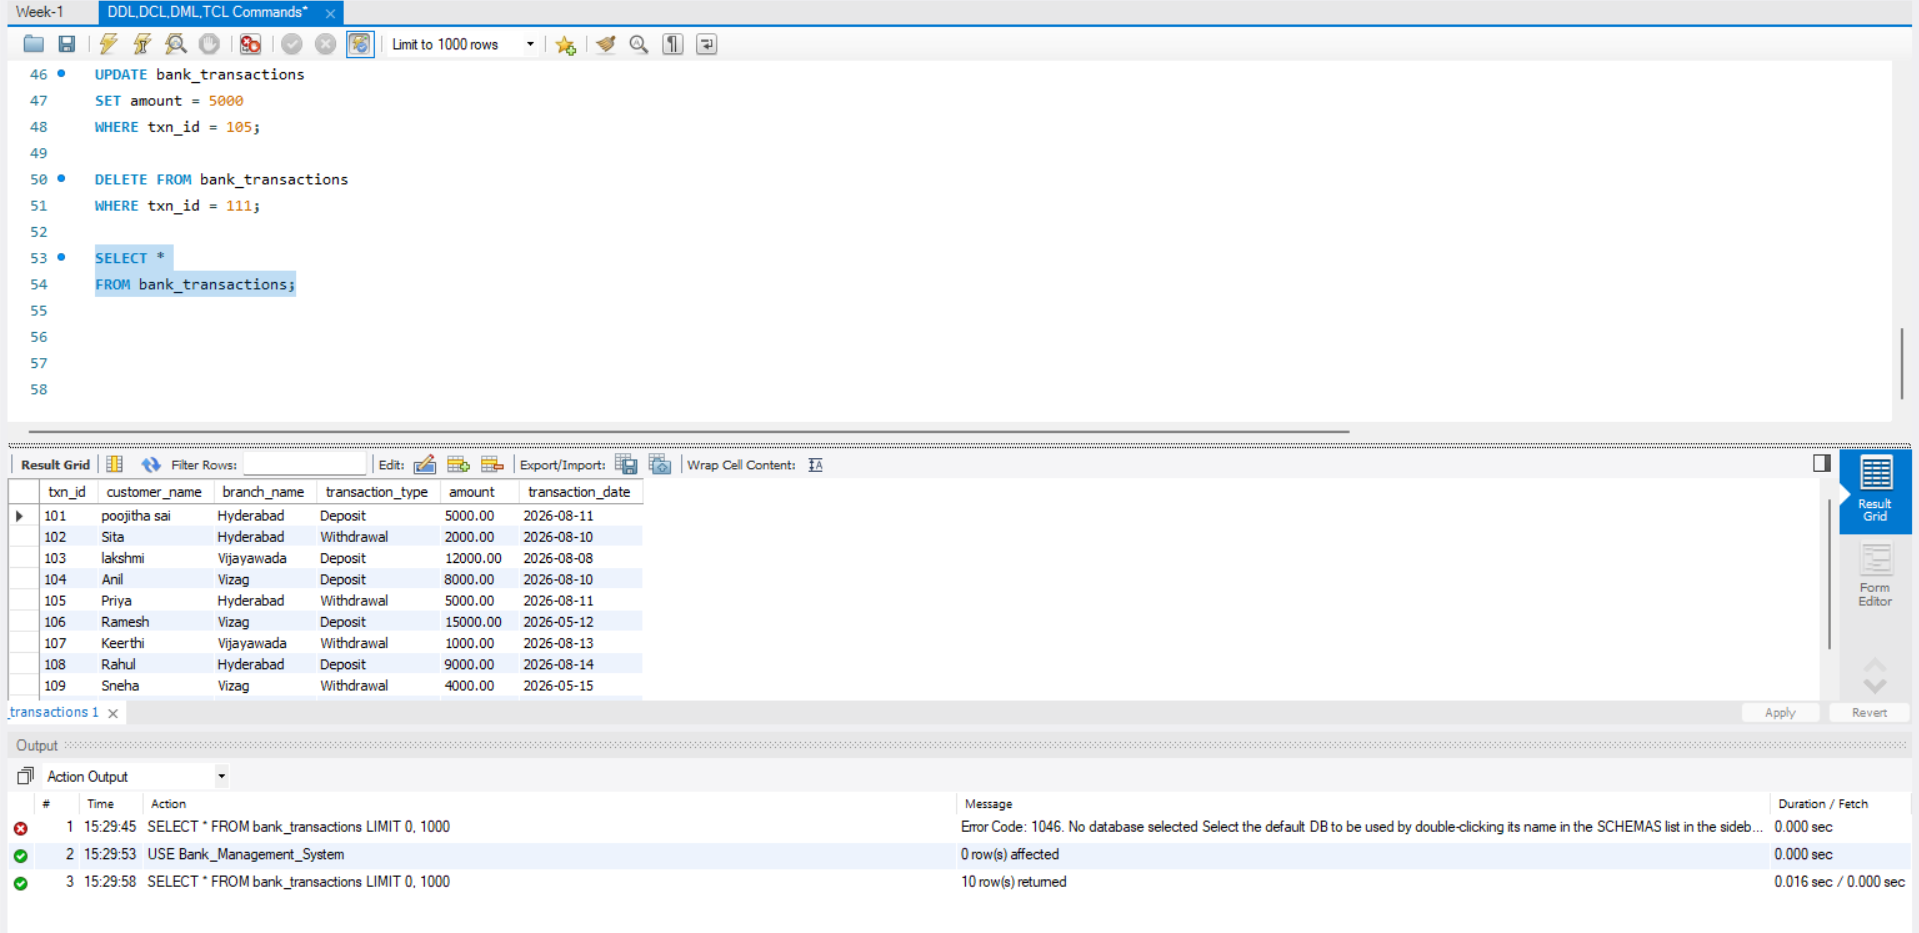 Week-1 DDL,DCL,DML,TCL Commands*
Limit to 1000 rows
46 UPDATE bank_transactions
47 SET amount = 5000
48 WHERE txn_id = 105;
49
50 DELETE FROM bank_transactions
51 WHERE txn_id = 111;
52
53 SELECT *
54 FROM bank_transactions;
55
56
57
58
Result Grid Filter Rows: Edit: Export/Import: Wrap Cell Content:
txn_id customer_name branch_name transaction_type amount transaction_date
101 poojitha sai Hyderabad Deposit 5000.00 2026-08-11
102 Sita Hyderabad Withdrawal 2000.00 2026-08-10
103 lakshmi Vijayawada Deposit 12000.00 2026-08-08
104 Anil Vizag Deposit 8000.00 2026-08-10
105 Priya Hyderabad Withdrawal 5000.00 2026-08-11
106 Ramesh Vizag Deposit 15000.00 2026-05-12
107 Keerthi Vijayawada Withdrawal 1000.00 2026-08-13
108 Rahul Hyderabad Deposit 9000.00 2026-08-14
109 Sneha Vizag Withdrawal 4000.00 2026-05-15
Result
Grid
Form
Editor
_transactions 1
Apply Revert
Output
Action Output
# Time Action Message Duration / Fetch
1 15:29:45 SELECT * FROM bank_transactions LIMIT 0, 1000 Error Code: 1046. No database selected Select the default DB to be used by double-clicking its name in the SCHEMAS list in the sideb... 0.000 sec
2 15:29:53 USE Bank_Management_System 0 row(s) affected 0.000 sec
3 15:29:58 SELECT * FROM bank_transactions LIMIT 0, 1000 10 row(s) returned 0.016 sec / 0.000 sec